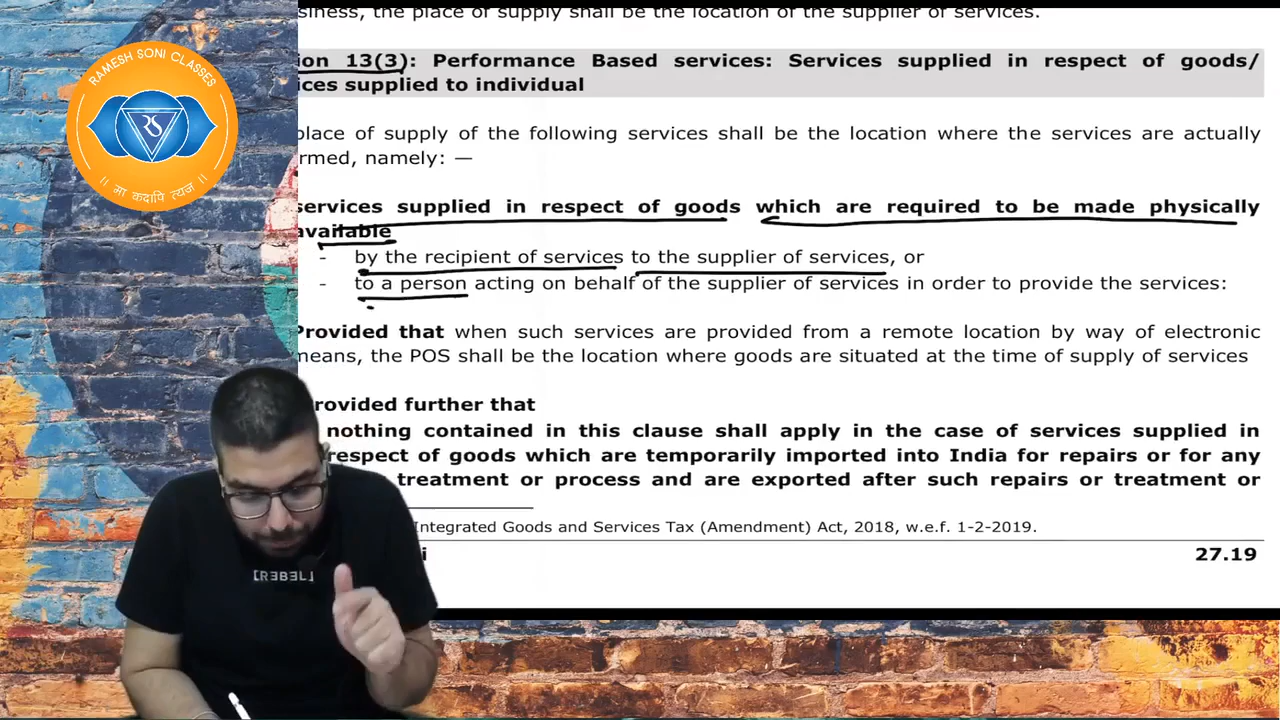 RAMESH SONI CLASSES
RS
॥ मा कदापि त्यज ॥
siness, the place of supply shall be the location of the supplier of services.
ion 13(3): Performance Based services: Services supplied in respect of goods/
ices supplied to individual
place of supply of the following services shall be the location where the services are actually
rmed, namely: —
services supplied in respect of goods which are required to be made physically
available
- by the recipient of services to the supplier of services, or
- to a person acting on behalf of the supplier of services in order to provide the services:
Provided that when such services are provided from a remote location by way of electronic
means, the POS shall be the location where goods are situated at the time of supply of services
rovided further that
nothing contained in this clause shall apply in the case of services supplied in
respect of goods which are temporarily imported into India for repairs or for any
treatment or process and are exported after such repairs or treatment or
Integrated Goods and Services Tax (Amendment) Act, 2018, w.e.f. 1-2-2019.
i 27.19
[RƎBƎL]